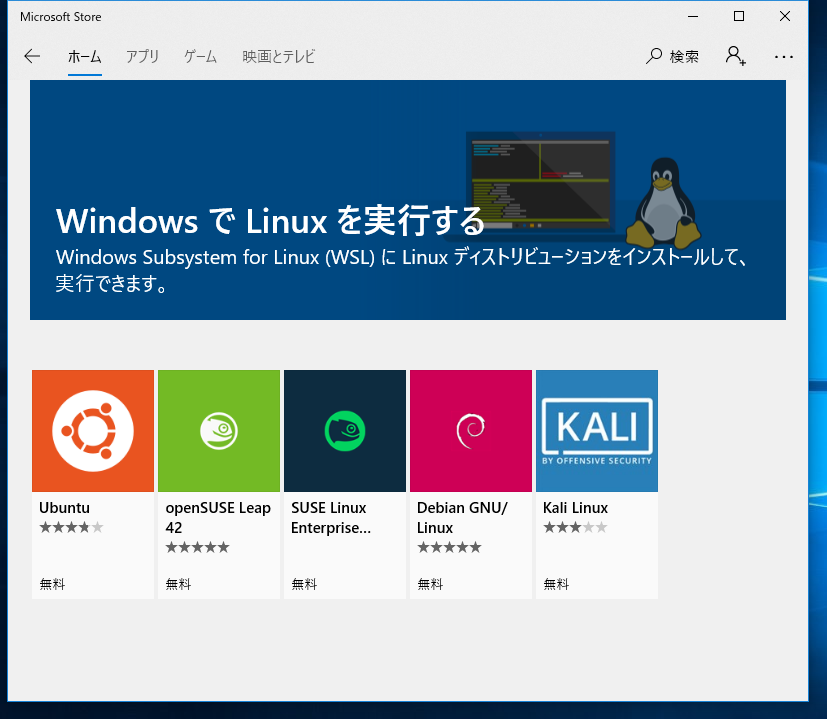 Microsoft Store
ホーム アプリ ゲーム 映画とテレビ 検索
Windows で Linux を実行する
Windows Subsystem for Linux (WSL) に Linux ディストリビューションをインストールして、
実行できます。
KALI
BY OFFENSIVE SECURITY
Ubuntu
無料
openSUSE Leap
42
無料
SUSE Linux
Enterprise...
無料
Debian GNU/
Linux
無料
Kali Linux
無料